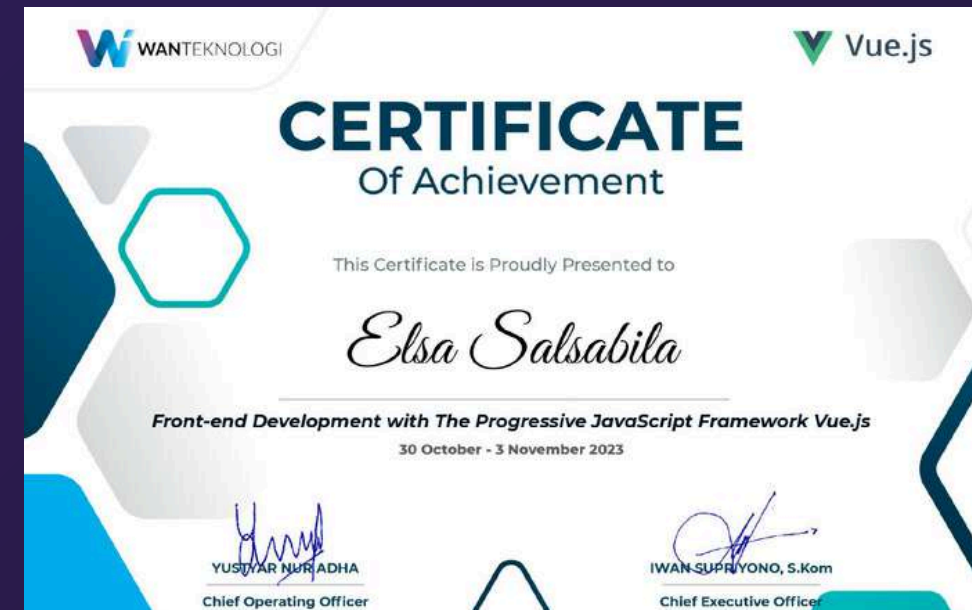 WANTEKNOLOGI
Vue.js
CERTIFICATE
Of Achievement
This Certificate is Proudly Presented to
Elsa Salsabila
Front-end Development with The Progressive JavaScript Framework Vue.js
30 October - 3 November 2023
YUSTYAR NUR ADHA
IWAN SUPRIYONO, S.Kom
Chief Operating Officer
Chief Executive Officer